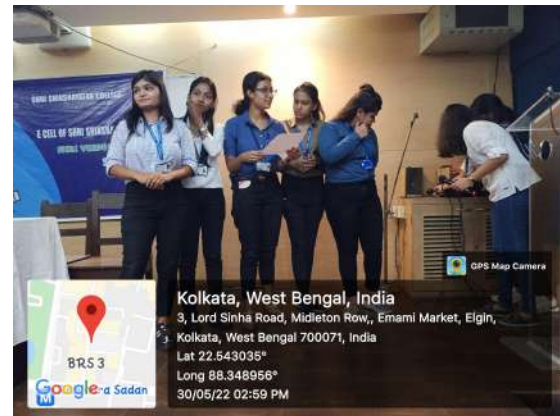 SHRI SHIKSHAYATAN COLLEGE
E CELL OF SHRI SHIKSHA
GPS Map Camera
Kolkata, West Bengal, India
3, Lord Sinha Road, Midleton Row,, Emami Market, Elgin,
Kolkata, West Bengal 700071, India
Lat 22.543035°
Long 88.348956°
30/05/22 02:59 PM
BRS 3
Google
a Sadan
M